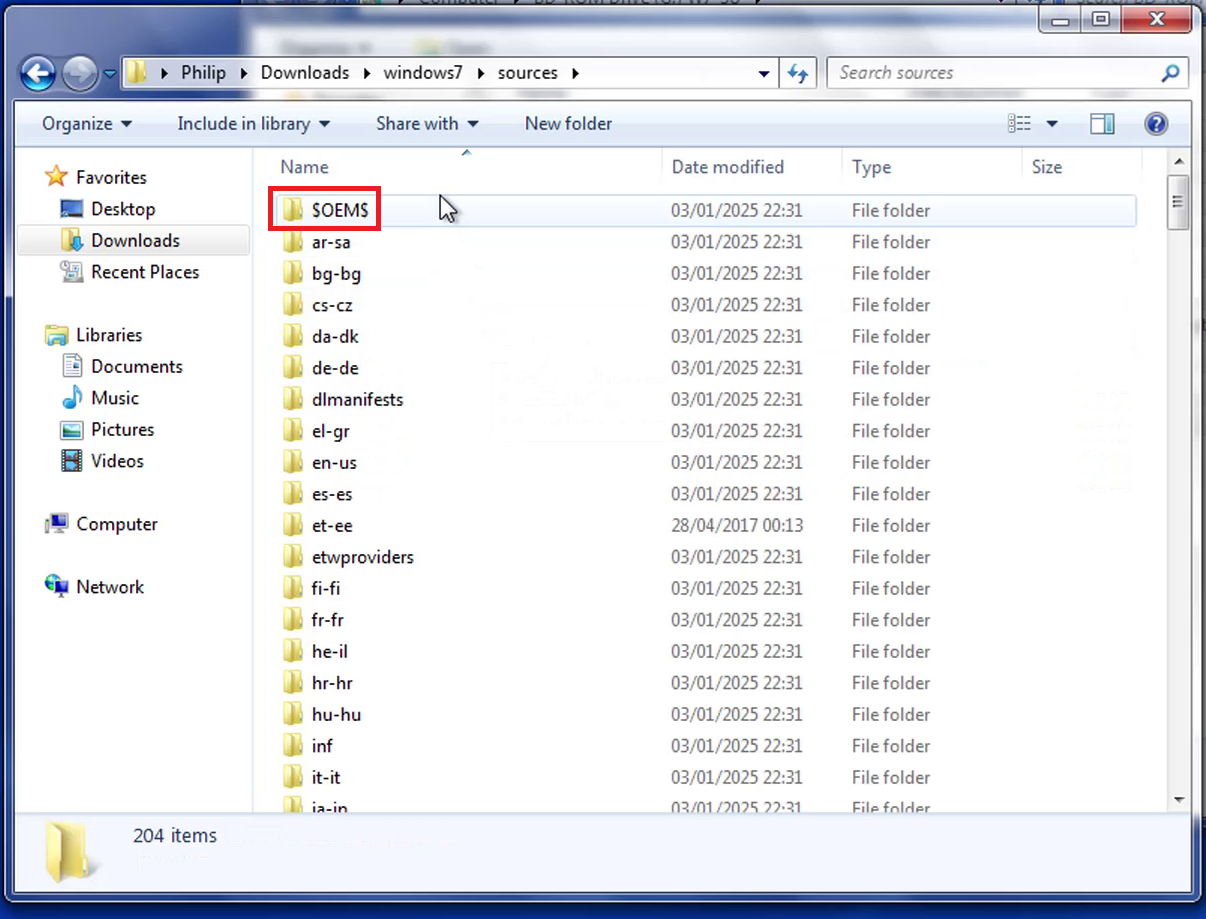 Philip Downloads windows7 sources Search sources
Organize Include in library Share with New folder
Favorites
Desktop
Downloads
Recent Places
Libraries
Documents
Music
Pictures
Videos
Computer
Network
Name Date modified Type Size
$OEM$ 03/01/2025 22:31 File folder
ar-sa 03/01/2025 22:31 File folder
bg-bg 03/01/2025 22:31 File folder
cs-cz 03/01/2025 22:31 File folder
da-dk 03/01/2025 22:31 File folder
de-de 03/01/2025 22:31 File folder
dlmanifests 03/01/2025 22:31 File folder
el-gr 03/01/2025 22:31 File folder
en-us 03/01/2025 22:31 File folder
es-es 03/01/2025 22:31 File folder
et-ee 28/04/2017 00:13 File folder
etwproviders 03/01/2025 22:31 File folder
fi-fi 03/01/2025 22:31 File folder
fr-fr 03/01/2025 22:31 File folder
he-il 03/01/2025 22:31 File folder
hr-hr 03/01/2025 22:31 File folder
hu-hu 03/01/2025 22:31 File folder
inf 03/01/2025 22:31 File folder
it-it 03/01/2025 22:31 File folder
ja-jp 03/01/2025 22:31 File folder
204 items